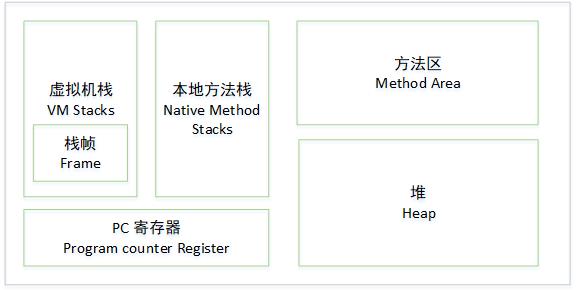 虚拟机栈
VM Stacks
栈帧
Frame
本地方法栈
Native Method
Stacks
方法区
Method Area
堆
Heap
PC 寄存器
Program counter Register